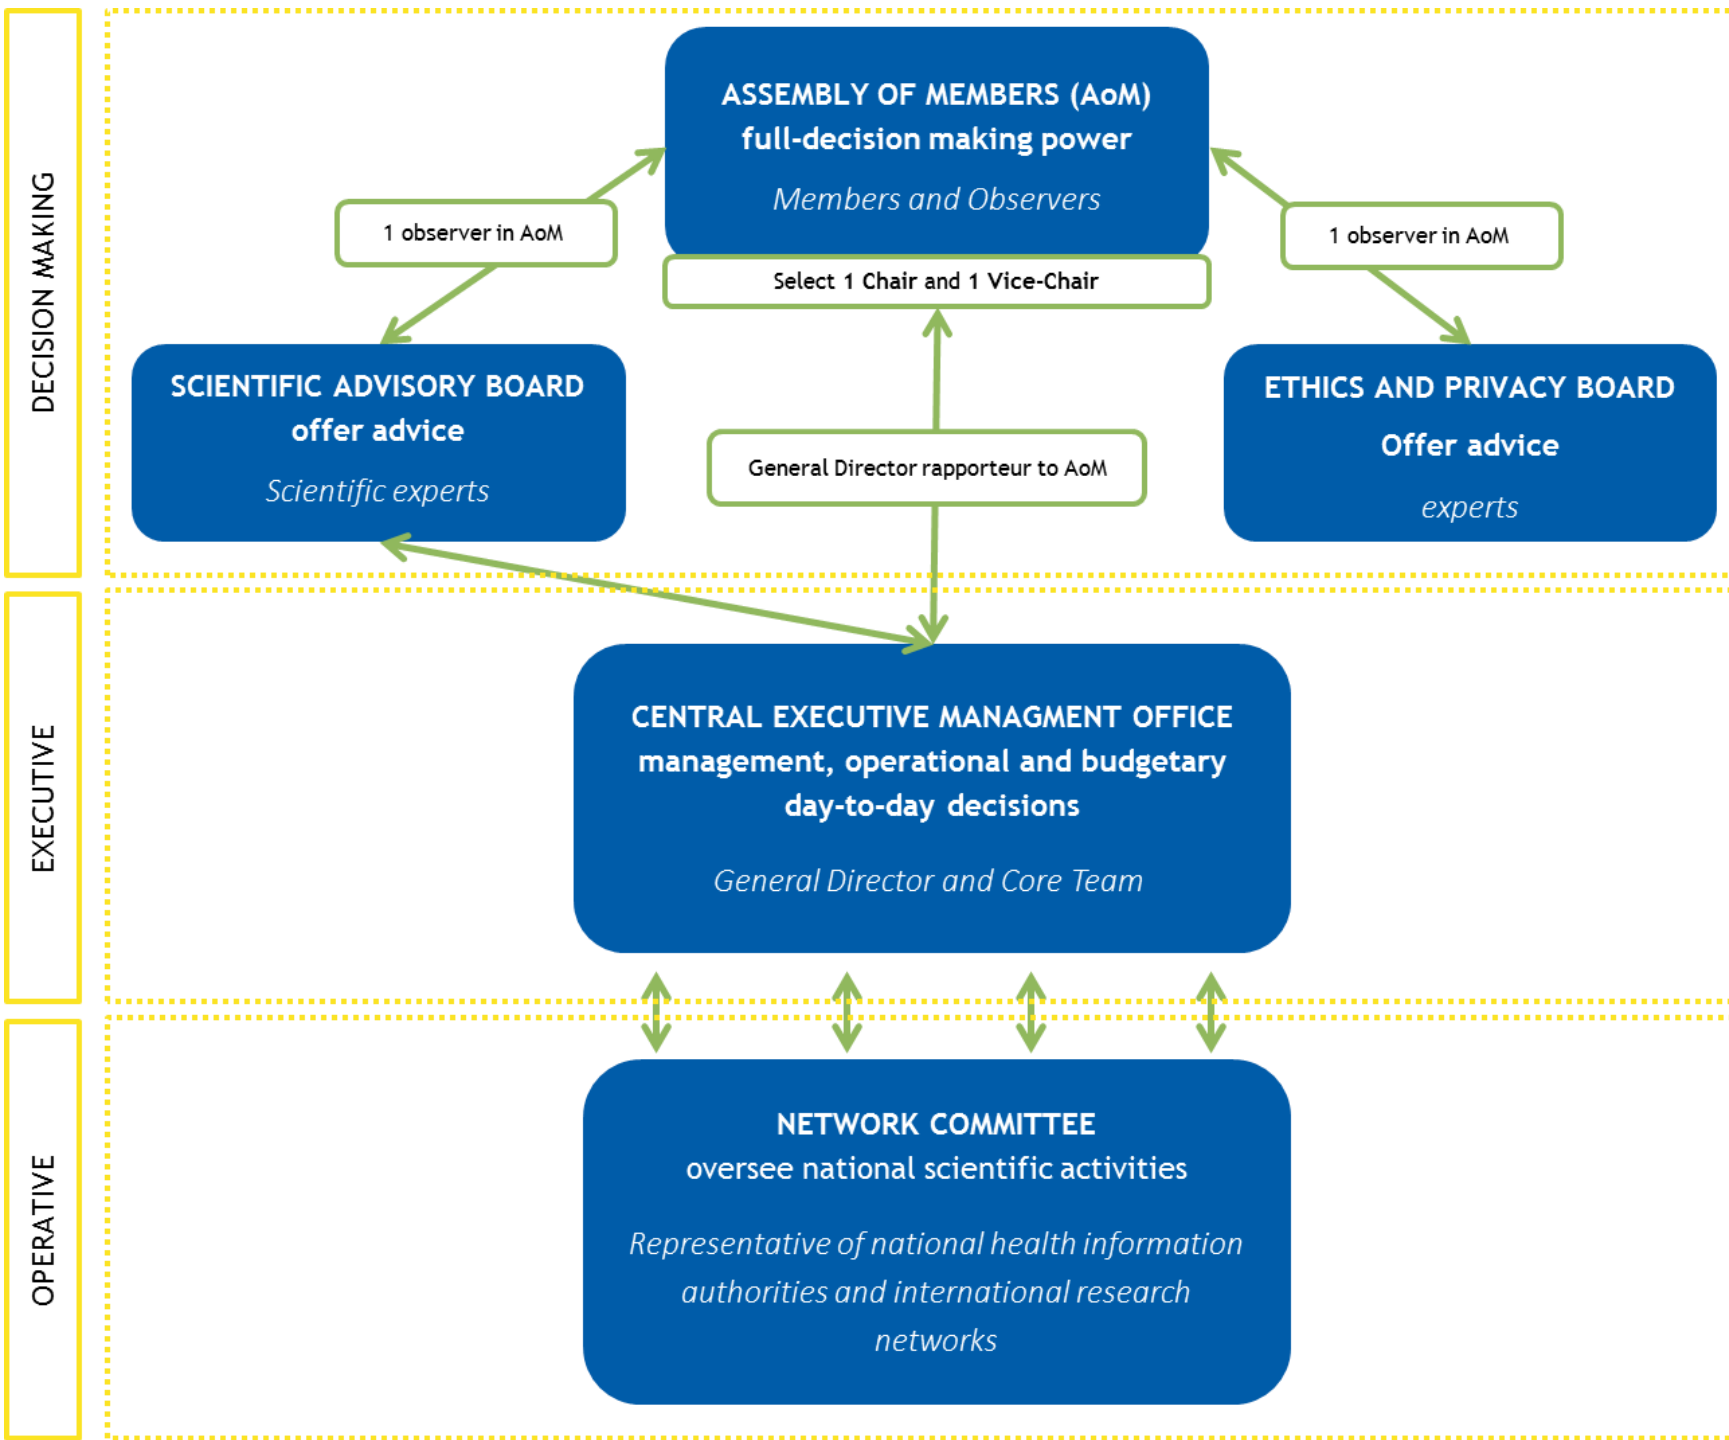 DECISION MAKING
ASSEMBLY OF MEMBERS (AoM)
full-decision making power
Members and Observers
1 observer in AoM
1 observer in AoM
Select 1 Chair and 1 Vice-Chair
SCIENTIFIC ADVISORY BOARD
offer advice
Scientific experts
General Director rapporteur to AoM
ETHICS AND PRIVACY BOARD
Offer advice
experts
EXECUTIVE
CENTRAL EXECUTIVE MANAGMENT OFFICE
management, operational and budgetary
day-to-day decisions
General Director and Core Team
OPERATIVE
NETWORK COMMITTEE
oversee national scientific activities
Representative of national health information
authorities and international research
networks